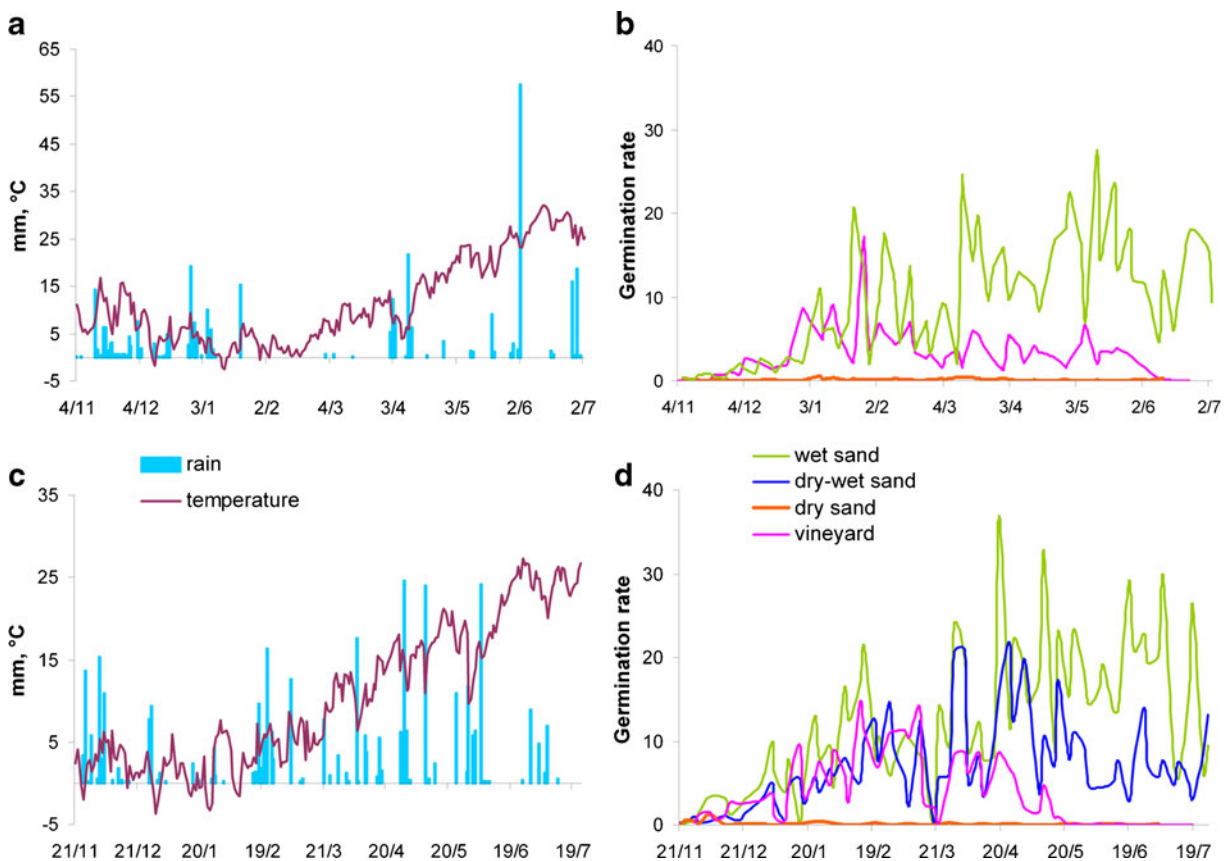 a
65
55
45
35
25
15
5
-5
mm, °C
4/11 4/12 3/1 2/2 4/3 3/4 3/5 2/6 2/7
b
40
30
20
10
0
Germination rate
4/11 4/12 3/1 2/2 4/3 3/4 3/5 2/6 2/7
rain
temperature
c
35
25
15
5
-5
mm, °C
21/11 21/12 20/1 19/2 21/3 20/4 20/5 19/6 19/7
wet sand
dry-wet sand
dry sand
vineyard
d
40
30
20
10
0
Germination rate
21/11 21/12 20/1 19/2 21/3 20/4 20/5 19/6 19/7